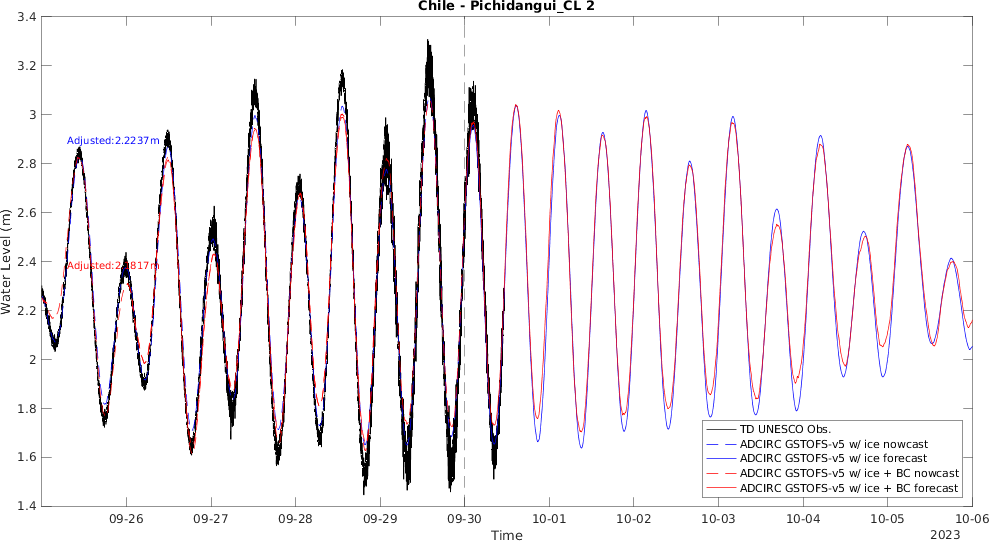 Chile - Pichidangui_CL 2
3.4
3.2
3
2.8
2.6
2.4
2.2
2
1.8
1.6
1.4
Water Level (m)
Adjusted:2.2237m
TD UNESCO Obs.
ADCIRC GSTOFS-v5 w/ ice nowcast
ADCIRC GSTOFS-v5 w/ ice forecast
ADCIRC GSTOFS-v5 w/ ice + BC nowcast
ADCIRC GSTOFS-v5 w/ ice + BC forecast
09-26
09-27
09-28
09-29
09-30
10-01
10-02
10-03
10-04
10-05
10-06
Time
2023